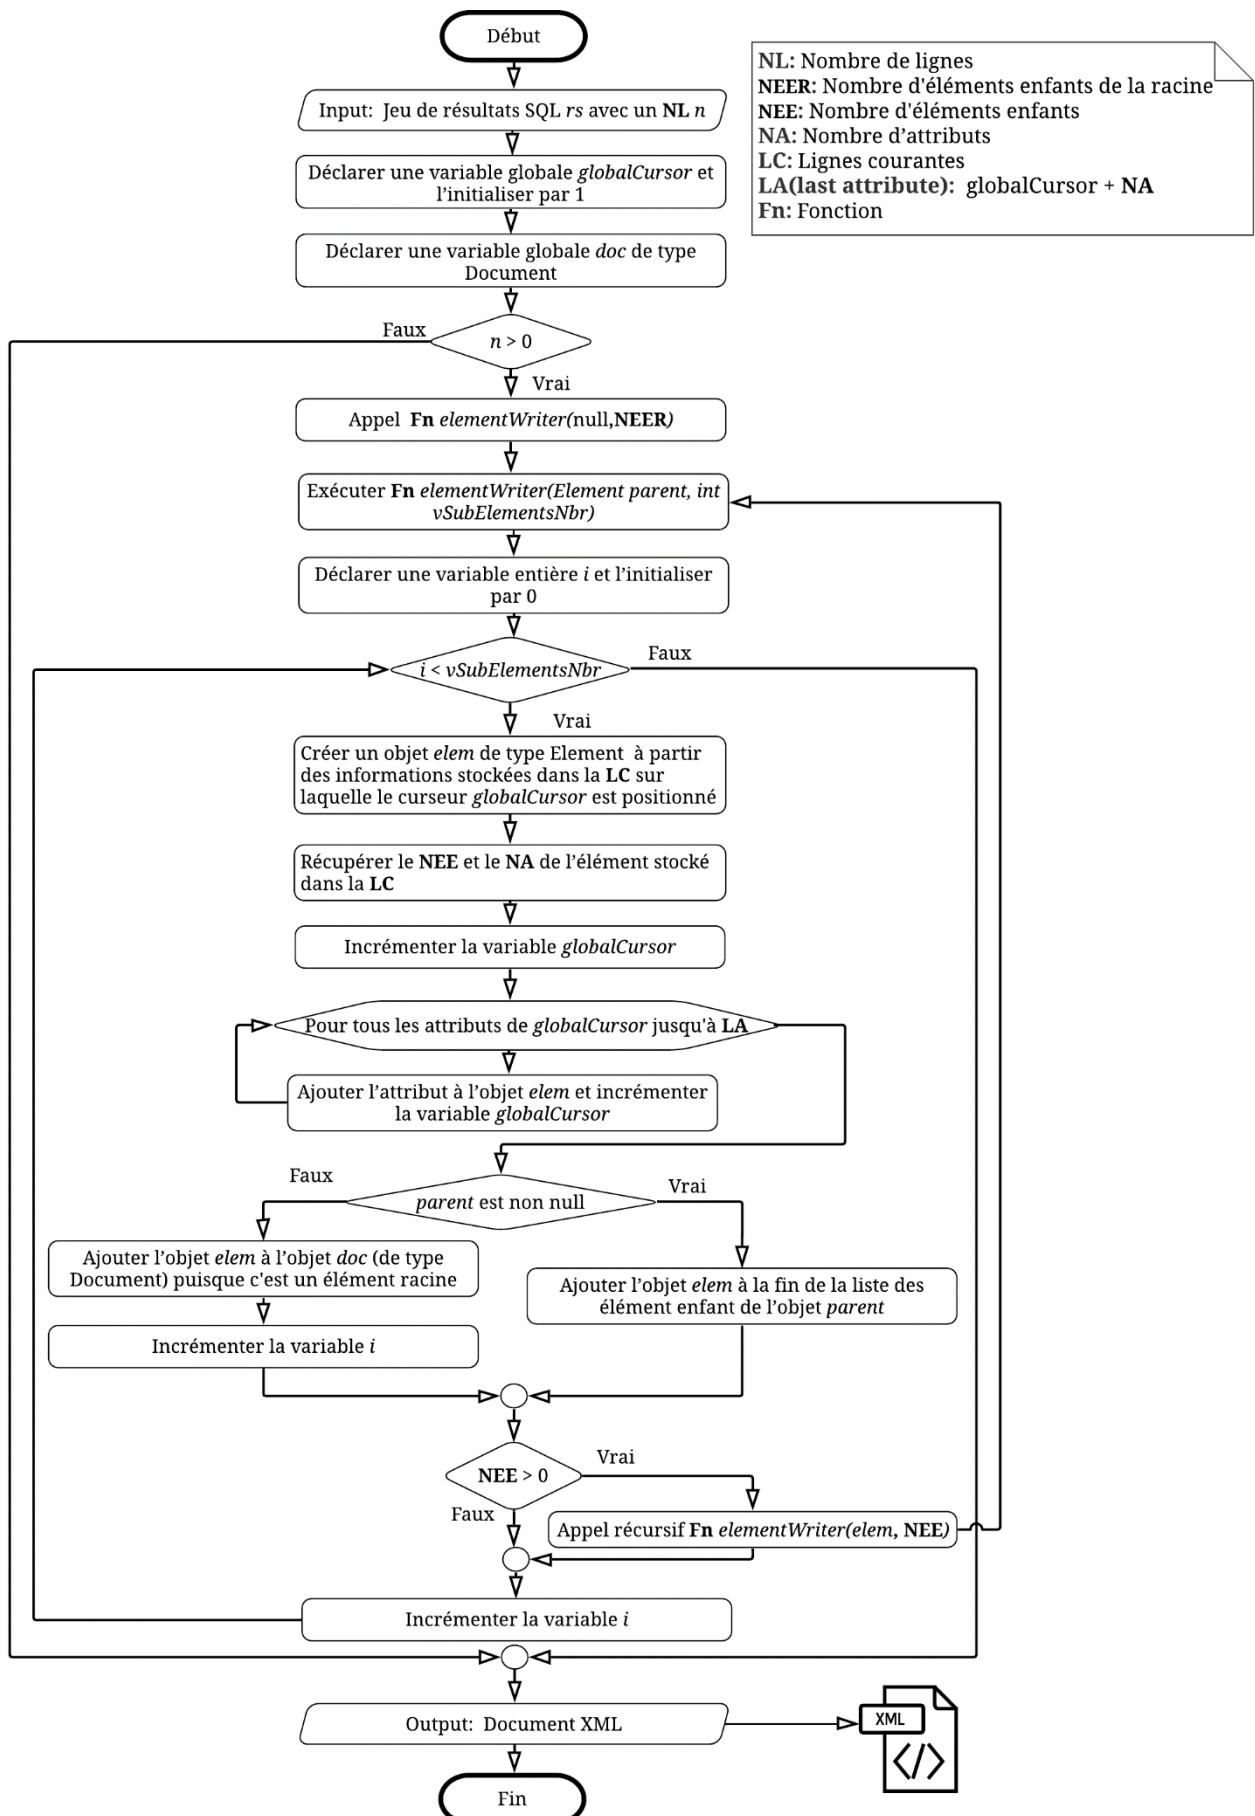 Début
NL: Nombre de lignes
NEER: Nombre d'éléments enfants de la racine
NEE: Nombre d'éléments enfants
NA: Nombre d’attributs
LC: Lignes courantes
LA(last attribute): globalCursor + NA
Fn: Fonction
Input: Jeu de résultats SQL rs avec un NL n
Déclarer une variable globale globalCursor et
l’initialiser par 1
Déclarer une variable globale doc de type
Document
n > 0
Faux
Vrai
Appel Fn elementWriter(null,NEER)
Exécuter Fn elementWriter(Element parent, int
vSubElementsNbr)
Déclarer une variable entière i et l’initialiser
par 0
i < vSubElementsNbr
Faux
Vrai
Créer un objet elem de type Element à partir
des informations stockées dans la LC sur
laquelle le curseur globalCursor est positionné
Récupérer le NEE et le NA de l’élément stocké
dans la LC
Incrémenter la variable globalCursor
Pour tous les attributs de globalCursor jusqu'à LA
Ajouter l’attribut à l’objet elem et incrémenter
la variable globalCursor
Faux
parent est non null
Vrai
Ajouter l’objet elem à l’objet doc (de type
Document) puisque c'est un élément racine
Ajouter l’objet elem à la fin de la liste des
élément enfant de l’objet parent
Incrémenter la variable i
NEE > 0
Vrai
Faux
Appel récursif Fn elementWriter(elem, NEE)
Incrémenter la variable i
Output: Document XML
XML
</>
Fin